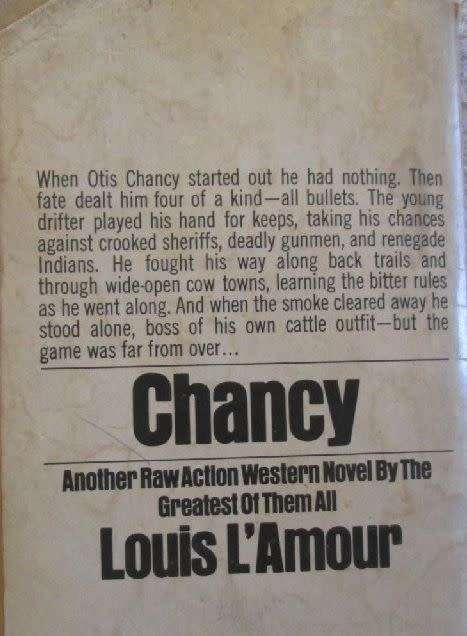 When Otis Chancy started out he had nothing. Then
fate dealt him four of a kind—all bullets. The young
drifter played his hand for keeps, taking his chances
against crooked sheriffs, deadly gunmen, and renegade
Indians. He fought his way along back trails and
through wide-open cow towns, learning the bitter rules
as he went along. And when the smoke cleared away he
stood alone, boss of his own cattle outfit—but the
game was far from over...
Chancy
Another Raw Action Western Novel By The
Greatest Of Them All
Louis L'Amour